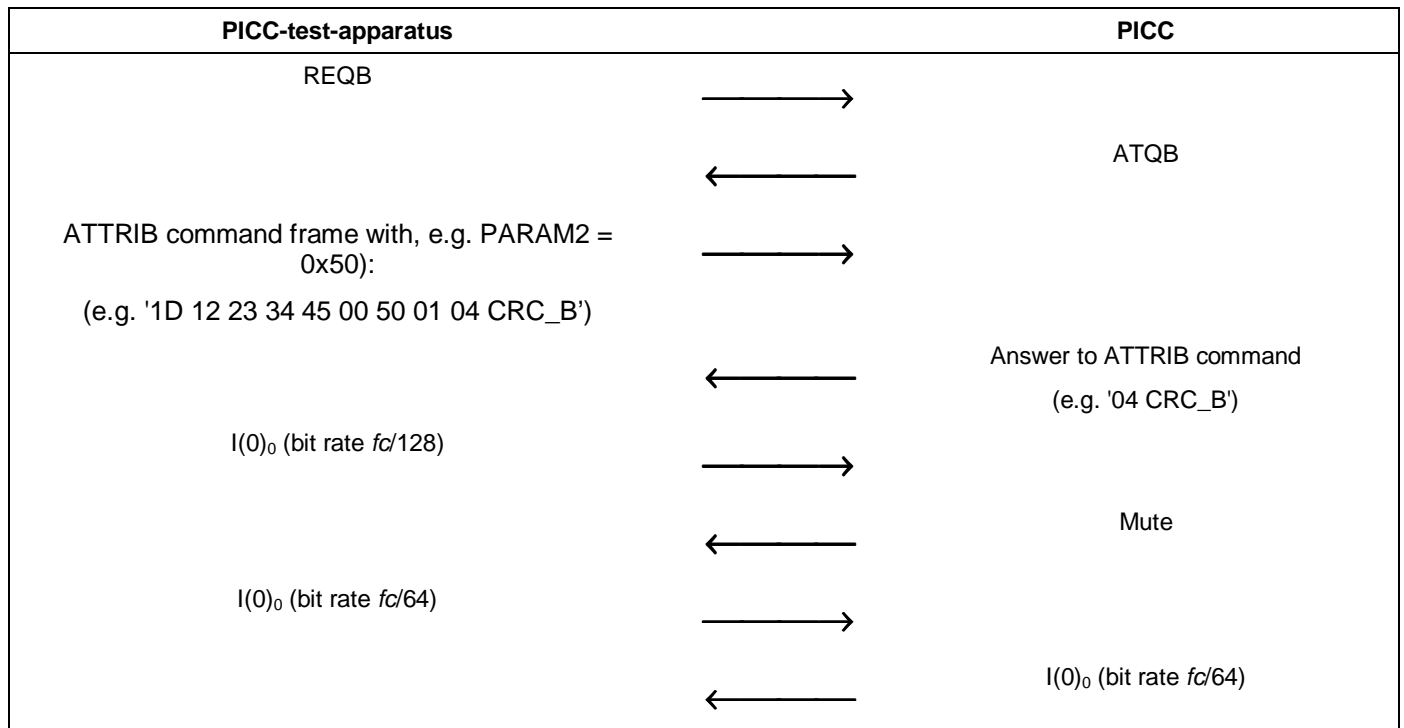 PICC-test-apparatus PICC
REQB
ATQB
ATTRIB command frame with, e.g. PARAM2 =
0x50):
(e.g. '1D 12 23 34 45 00 50 01 04 CRC_B’)
Answer to ATTRIB command
(e.g. '04 CRC_B')
I(0)₀ (bit rate fc/128)
Mute
I(0)₀ (bit rate fc/64)
I(0)₀ (bit rate fc/64)